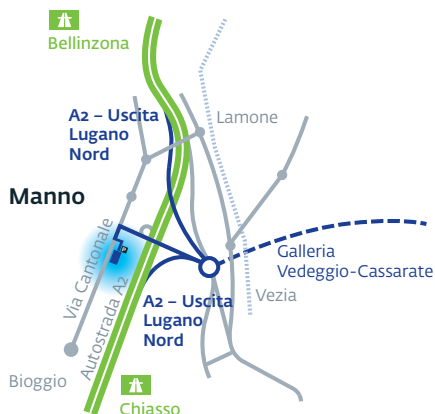 Bellinzona
A2 – Uscita
Lugano
Nord
Lamone
Manno
Via Cantonale
Autostrada A2
Galleria
Vedeggio-Cassarate
A2 – Uscita
Lugano
Nord
Vezia
Bioggio
Chiasso